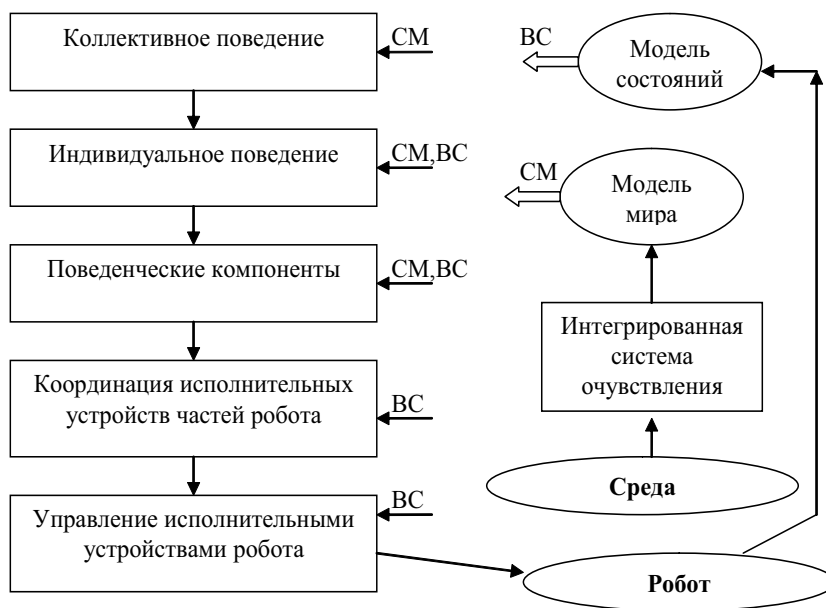 Коллективное поведение
СМ
Индивидуальное поведение
СМ,ВС
Поведенческие компоненты
СМ,ВС
Координация исполнительных
устройств частей робота
ВС
Управление исполнительными
устройствами робота
ВС
ВС
Модель
состояний
СМ
Модель
мира
Интегрированная
система
очувствления
Среда
Робот